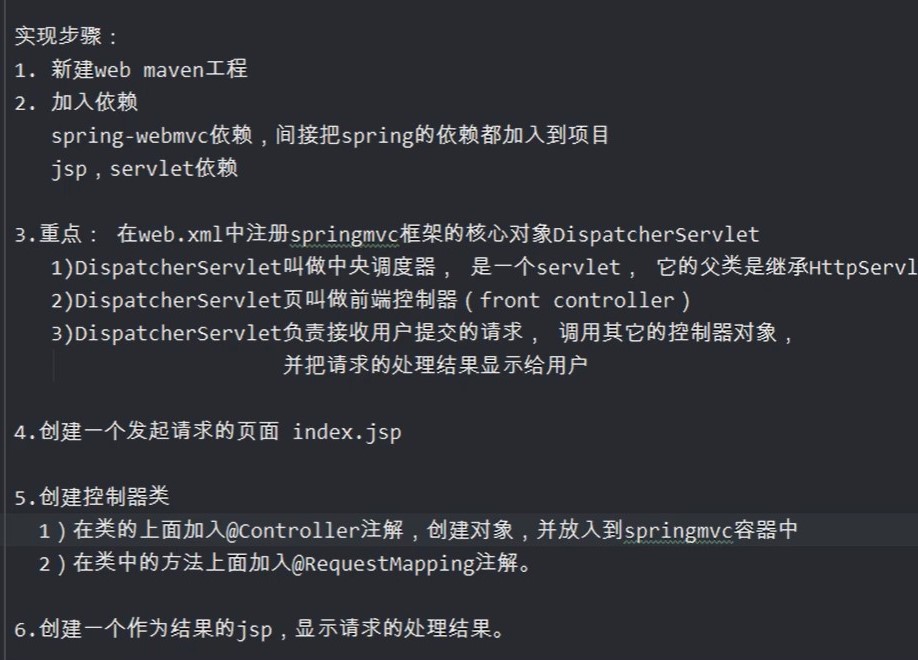 实现步骤：
1. 新建web maven工程
2. 加入依赖
spring-webmvc依赖，间接把spring的依赖都加入到项目
jsp，servlet依赖
3.重点： 在web.xml中注册springmvc框架的核心对象DispatcherServlet
1)DispatcherServlet叫做中央调度器， 是一个servlet， 它的父类是继承HttpServl
2)DispatcherServlet页叫做前端控制器（front controller）
3)DispatcherServlet负责接收用户提交的请求， 调用其它的控制器对象，
并把请求的处理结果显示给用户
4.创建一个发起请求的页面 index.jsp
5.创建控制器类
1）在类的上面加入@Controller注解，创建对象，并放入到springmvc容器中
2）在类中的方法上面加入@RequestMapping注解。
6.创建一个作为结果的jsp，显示请求的处理结果。